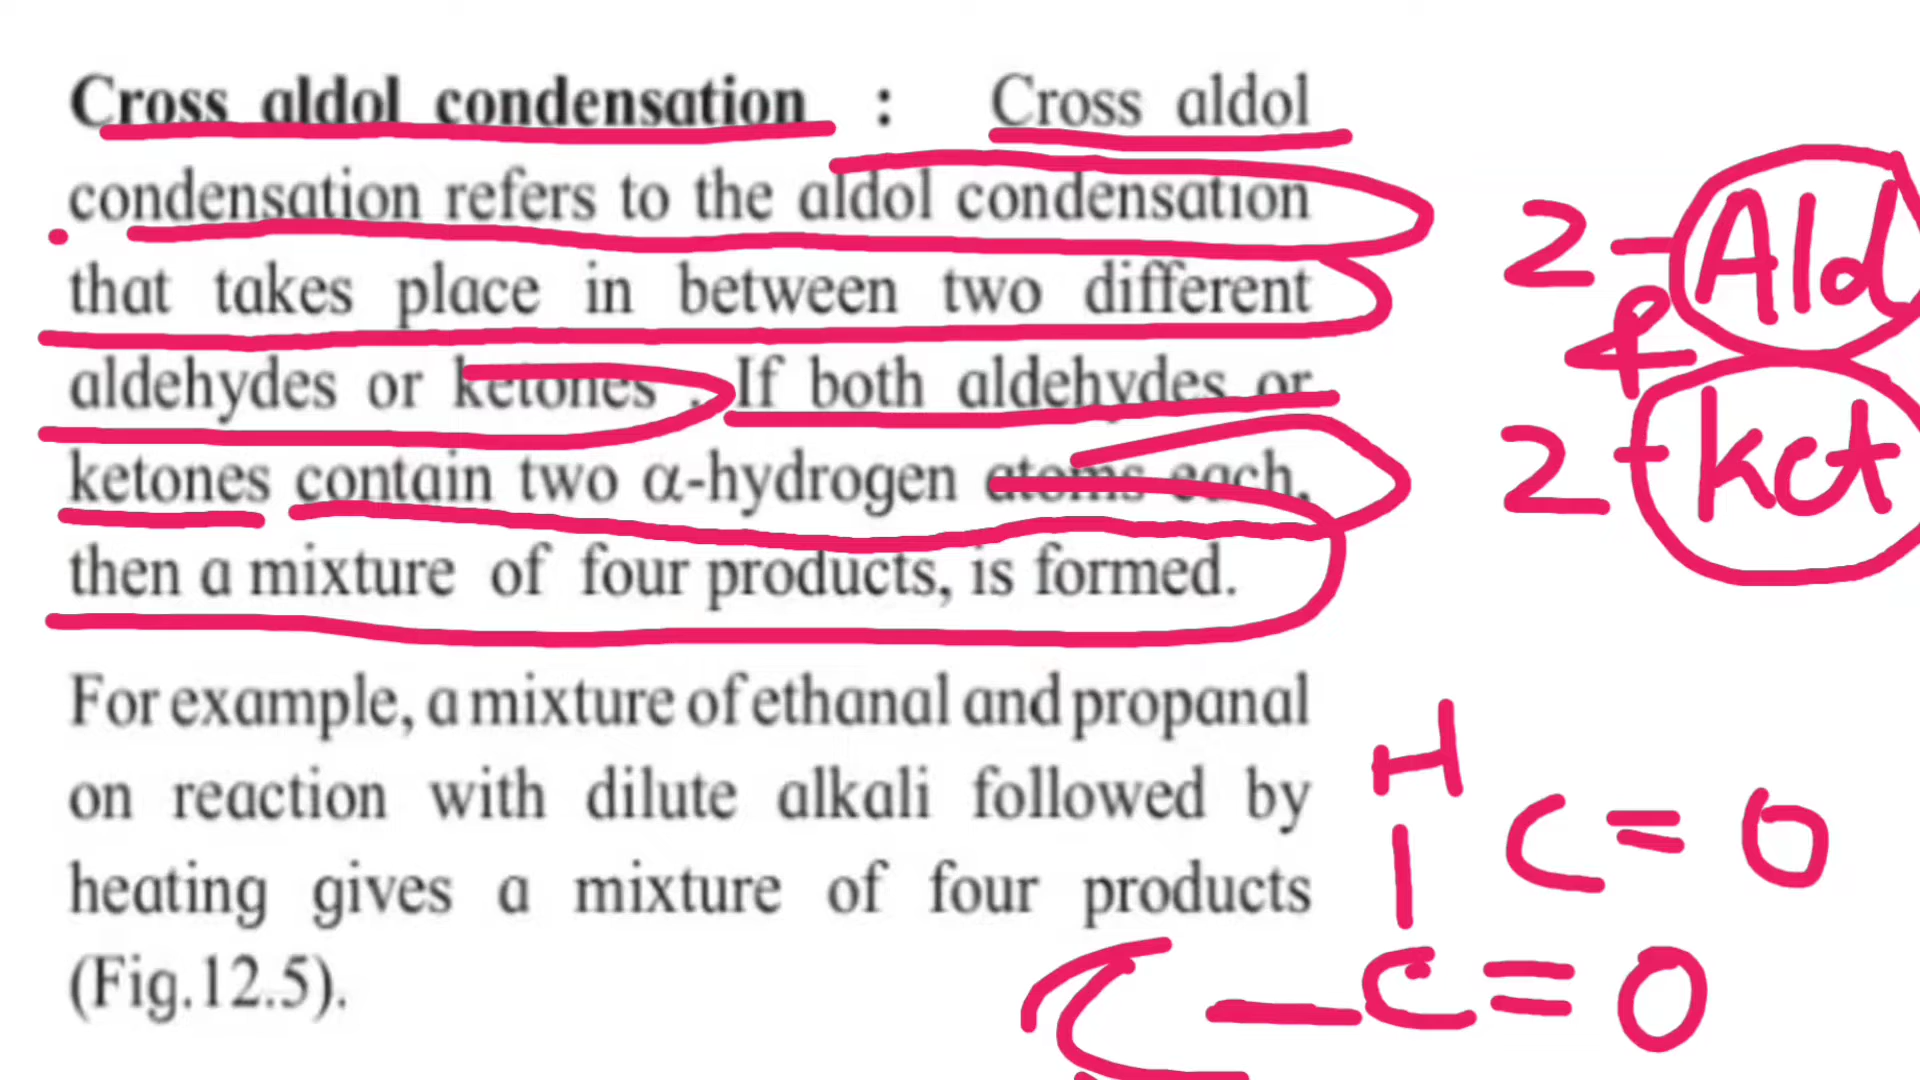 Cross aldol condensation : Cross aldol
condensation refers to the aldol condensation
that takes place in between two different
aldehydes or ketones . If both aldehydes or
ketones contain two α-hydrogen atoms each,
then a mixture of four products, is formed.
For example, a mixture of ethanal and propanal
on reaction with dilute alkali followed by
heating gives a mixture of four products
(Fig.12.5).
2-Ald
&
2-ket
H
C=O
C-C=O